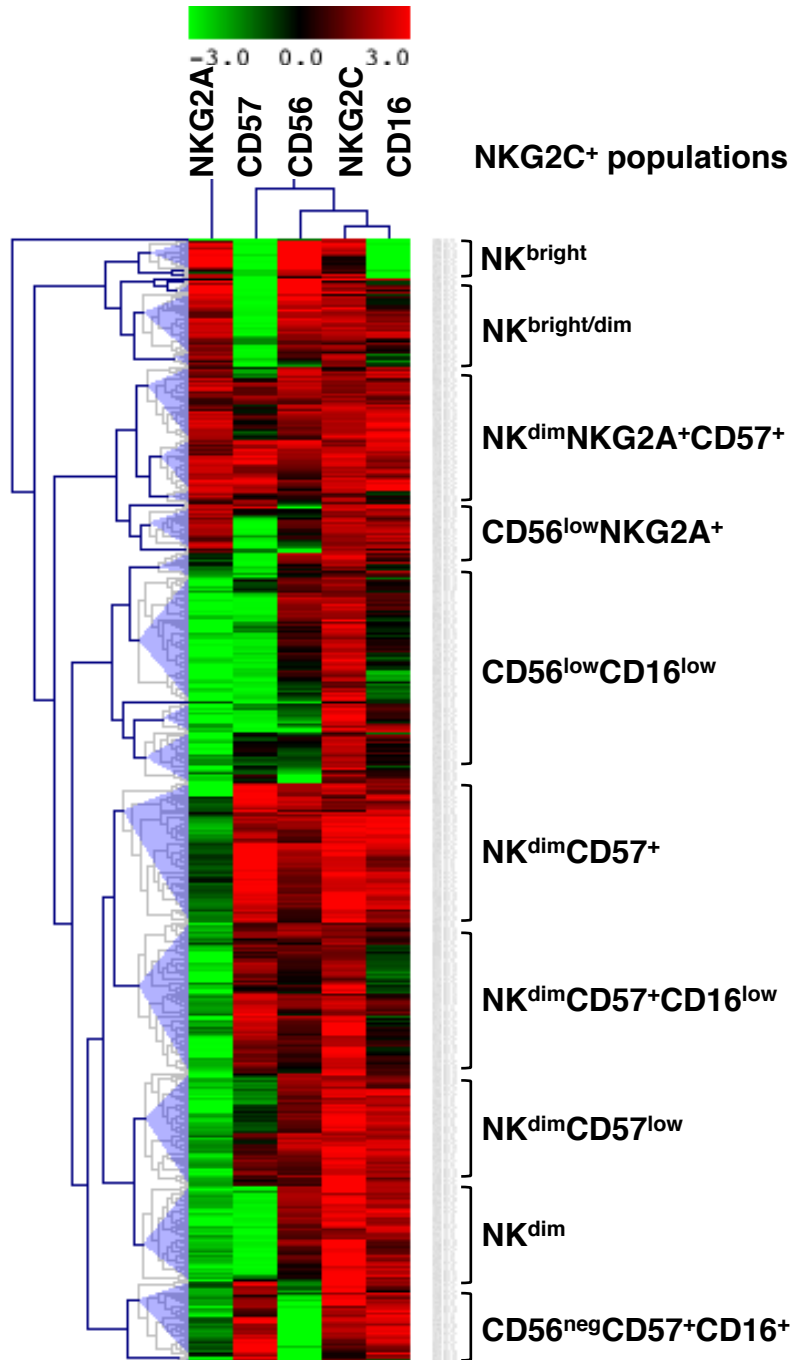 -3.0 0.0 3.0
NKG2A CD57 CD56 NKG2C CD16
NKG2C⁺ populations
NKbright
NKbright/dim
NKdimNKG2A⁺CD57⁺
CD56lowNKG2A⁺
CD56lowCD16low
NKdimCD57⁺
NKdimCD57⁺CD16low
NKdimCD57low
NKdim
CD56negCD57⁺CD16⁺